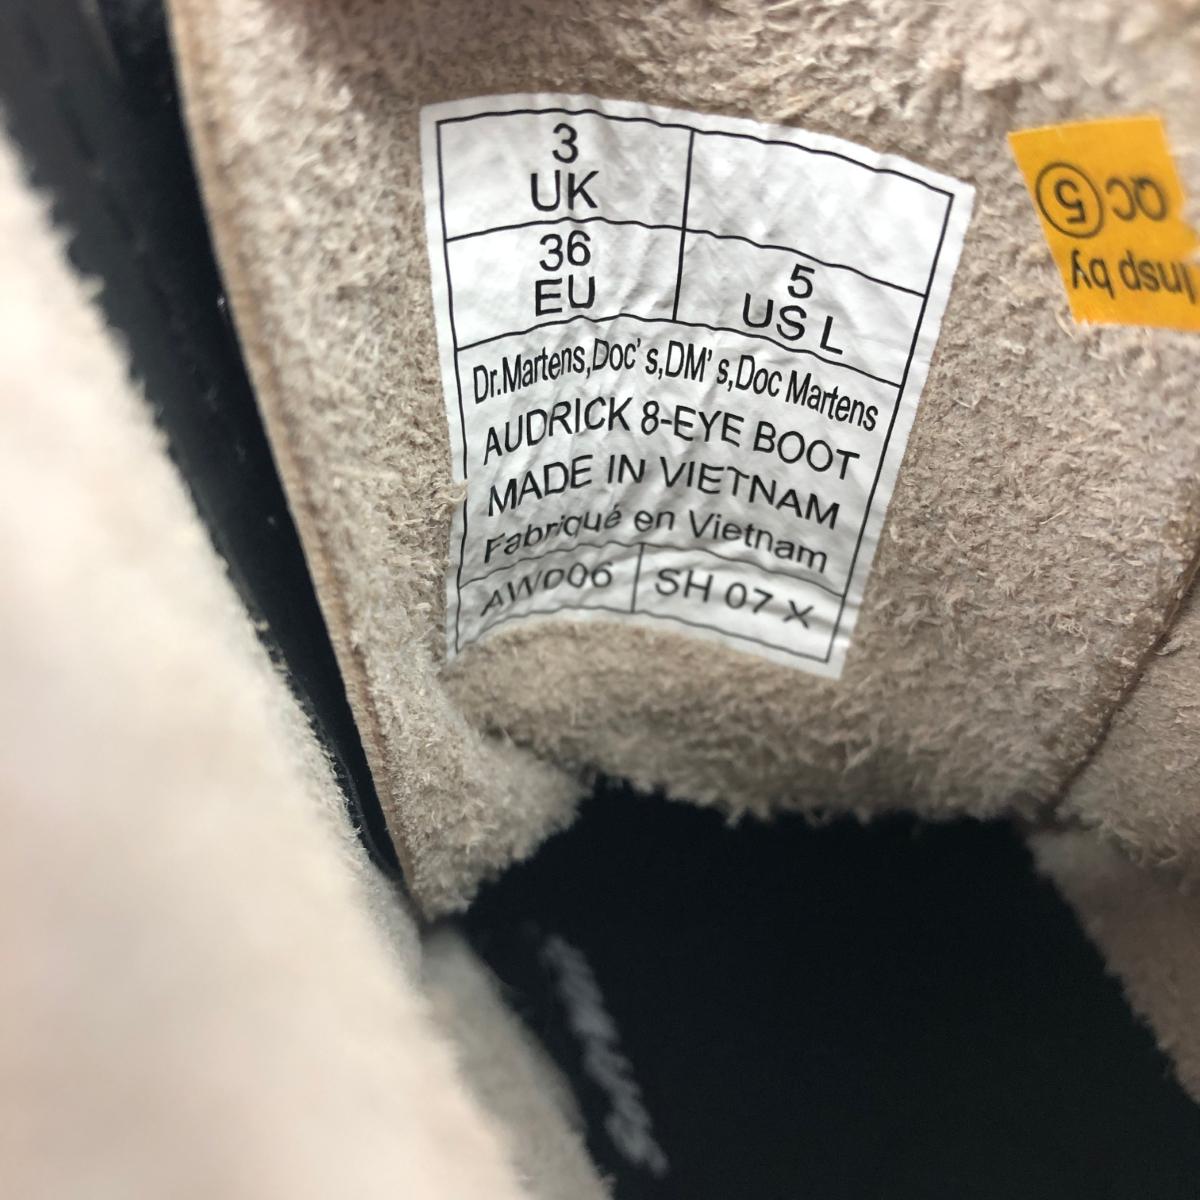 3
UK
36
EU
5
US L
Dr.Martens,Doc's,DM's,Doc Martens
AUDRICK 8-EYE BOOT
MADE IN VIETNAM
Fabriqué en Vietnam
AW006 SH 07 X
Insp by
QC 5